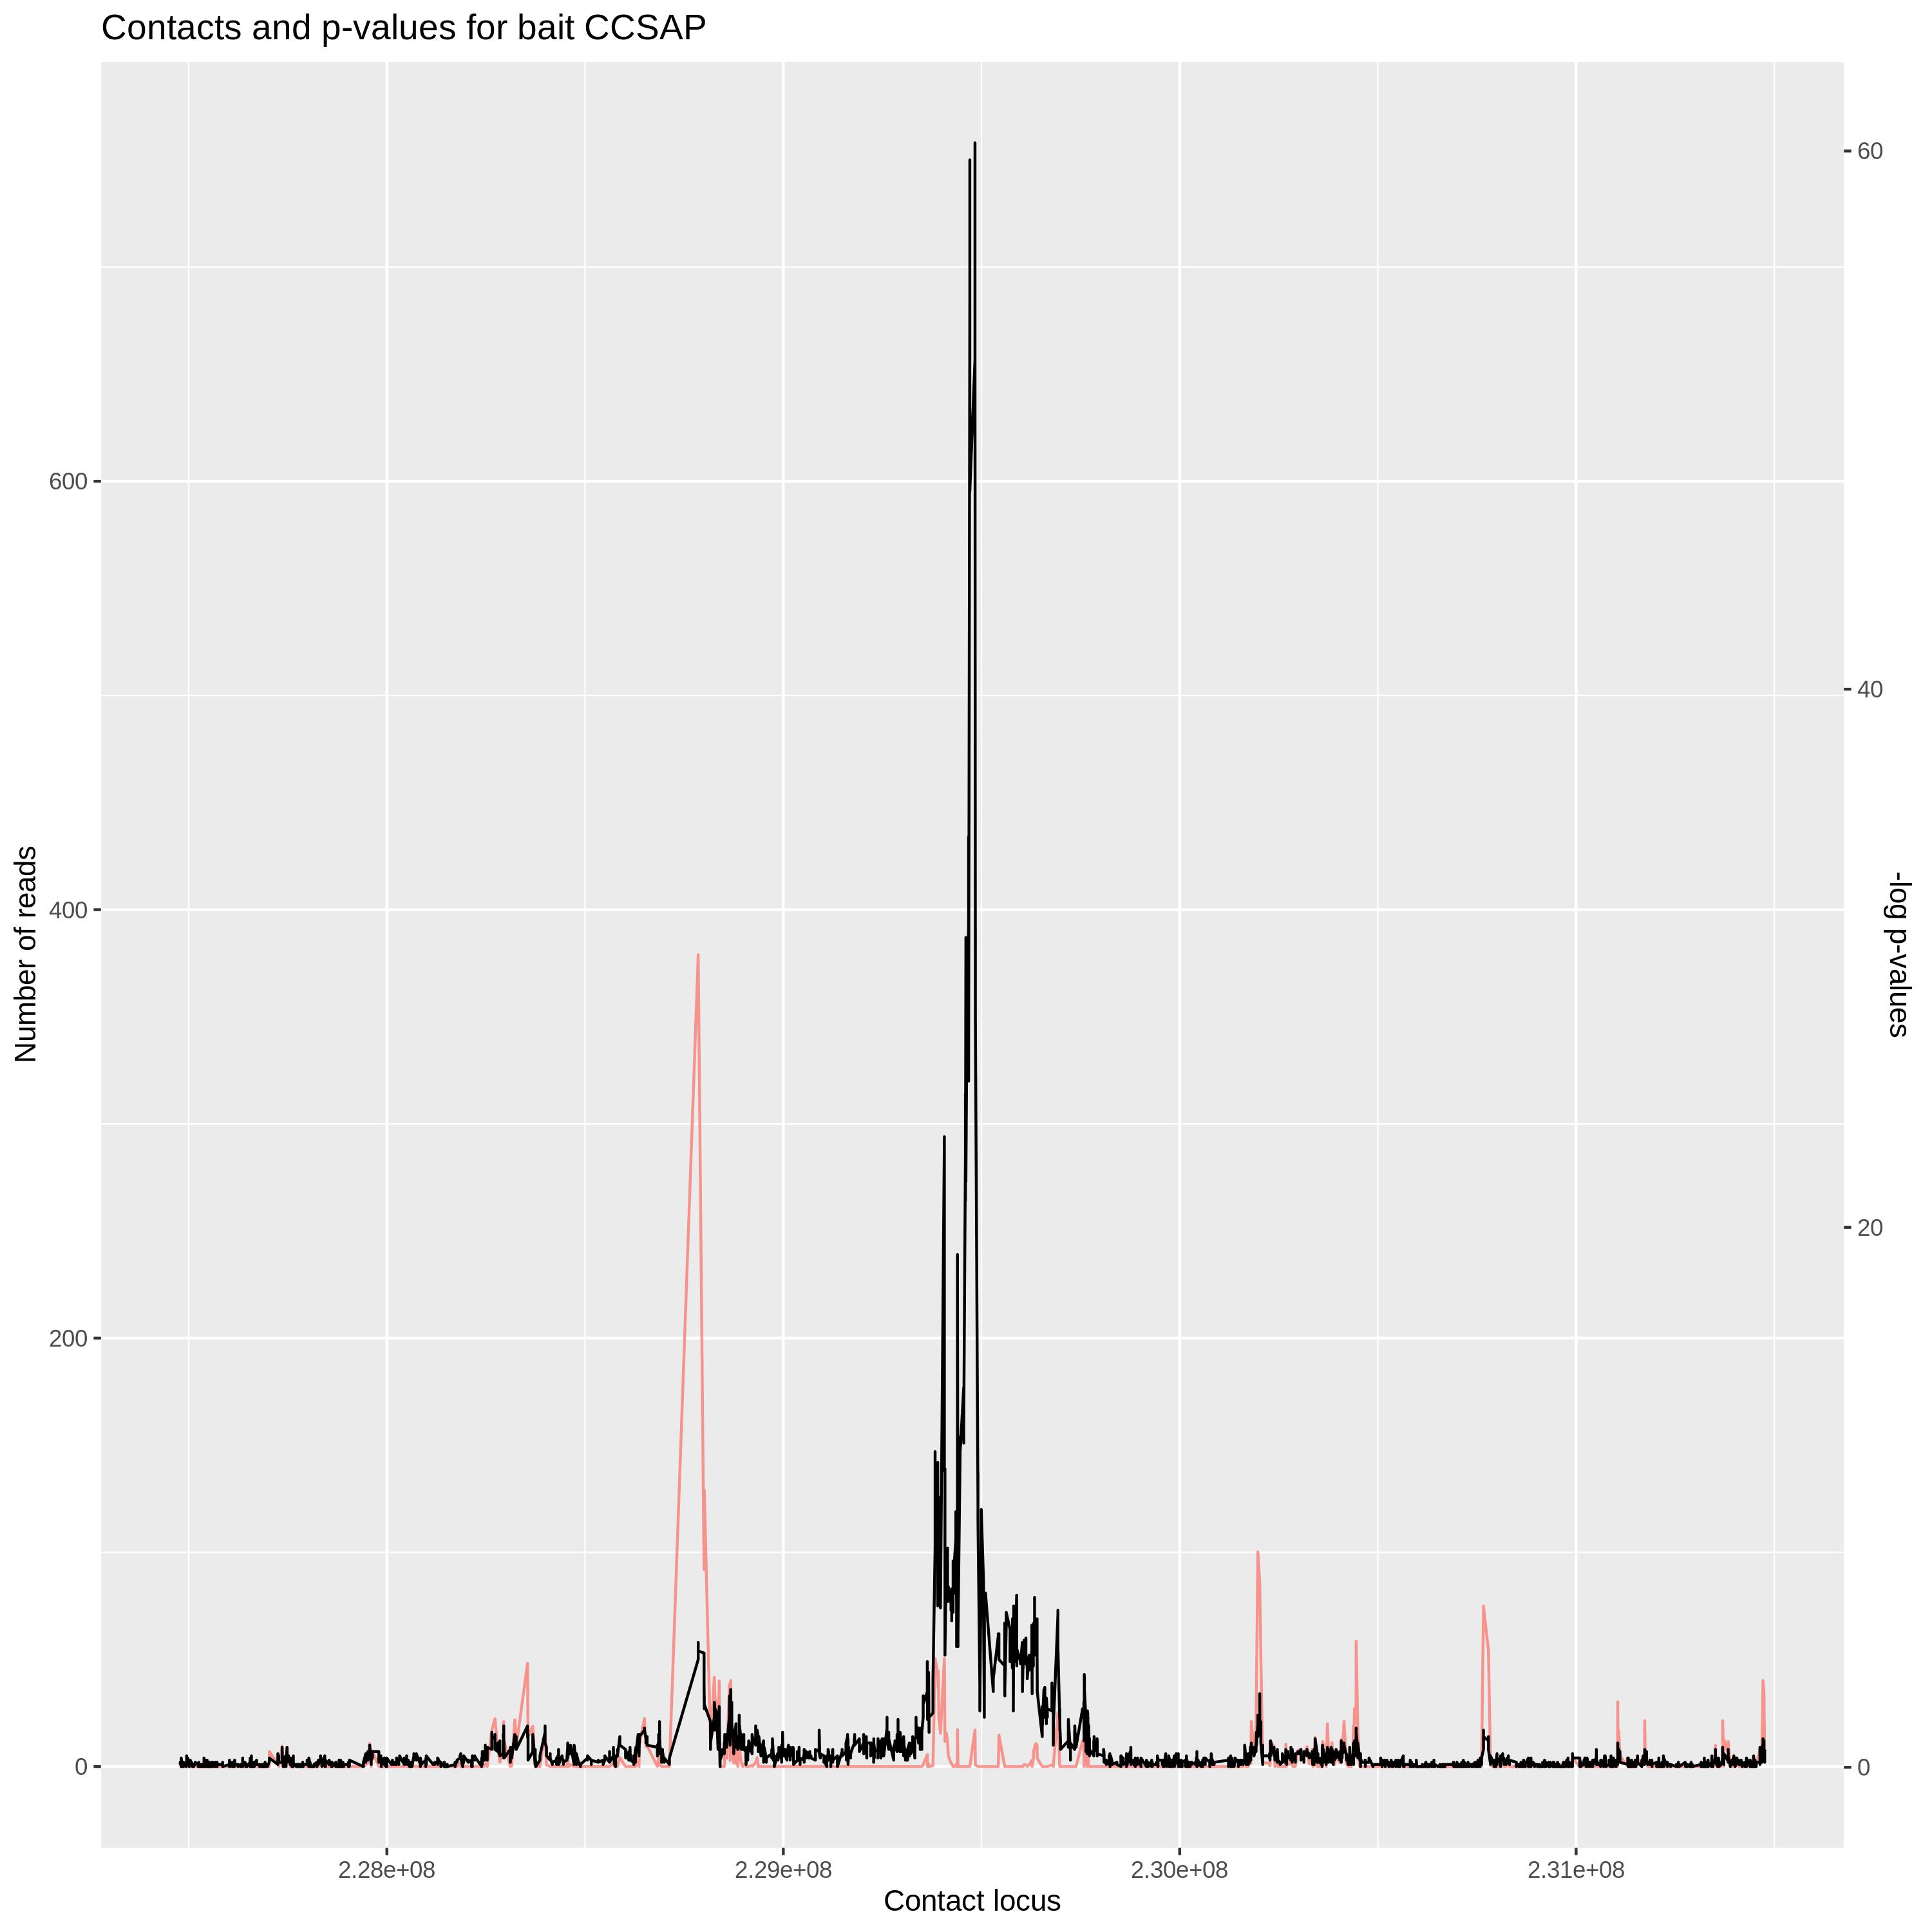 Contacts and p-values for bait CCSAP
Number of reads
600
400
200
0
60
40
20
0
-log p-values
2.28e+08
2.29e+08
2.30e+08
2.31e+08
Contact locus